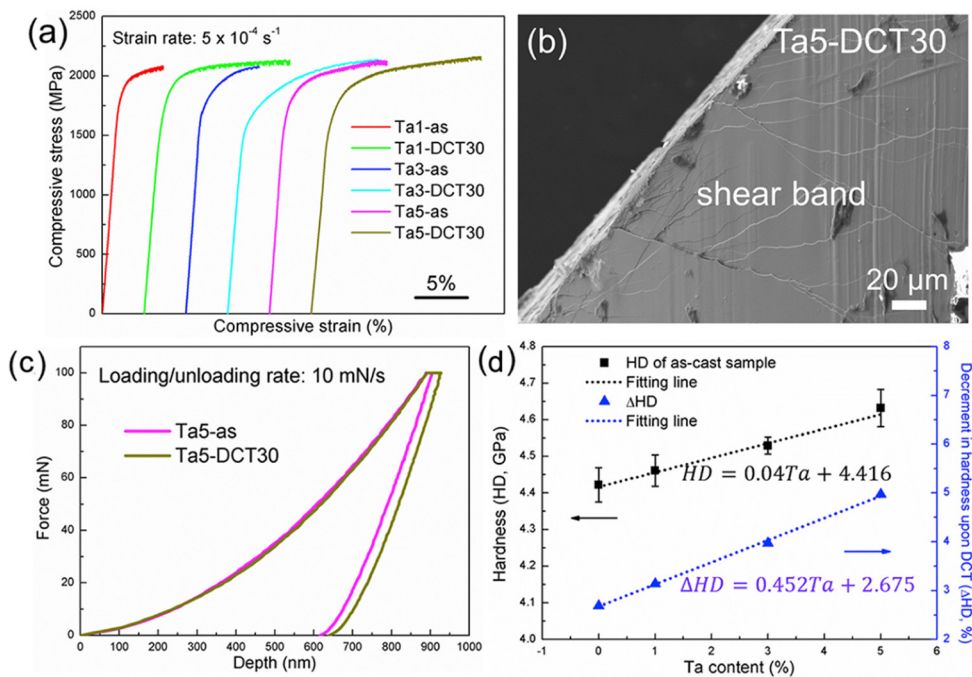 (a)
Strain rate: 5 x 10⁻⁴ s⁻¹
Compressive stress (MPa)
2500
2000
1500
1000
500
0
Ta1-as
Ta1-DCT30
Ta3-as
Ta3-DCT30
Ta5-as
Ta5-DCT30
5%
Compressive strain (%)
(b)
Ta5-DCT30
shear band
20 µm
(c)
Loading/unloading rate: 10 mN/s
Ta5-as
Ta5-DCT30
Force (mN)
100
80
60
40
20
0
0 100 200 300 400 500 600 700 800 900 1000
Depth (nm)
(d)
HD of as-cast sample
Fitting line
ΔHD
Fitting line
HD = 0.04Ta + 4.416
ΔHD = 0.452Ta + 2.675
Hardness (HD, GPa)
4.8
4.7
4.6
4.5
4.4
4.3
4.2
4.1
4.0
8
7
6
5
4
3
2
Decrement in hardness upon DCT (ΔHD, %)
-1 0 1 2 3 4 5 6
Ta content (%)